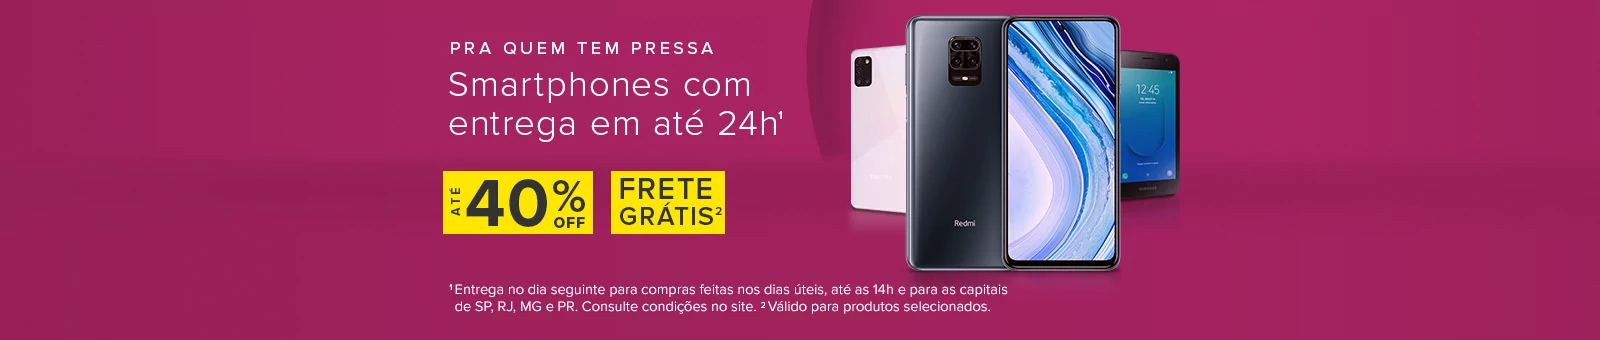 PRA QUEM TEM PRESSA
Smartphones com
entrega em até 24h¹
ATÉ
40%
OFF
FRETE
GRÁTIS²
Redmi
12:45
SAMSUNG
¹Entrega no dia seguinte para compras feitas nos dias úteis, até as 14h e para as capitais
de SP, RJ, MG e PR. Consulte condições no site. ²Válido para produtos selecionados.